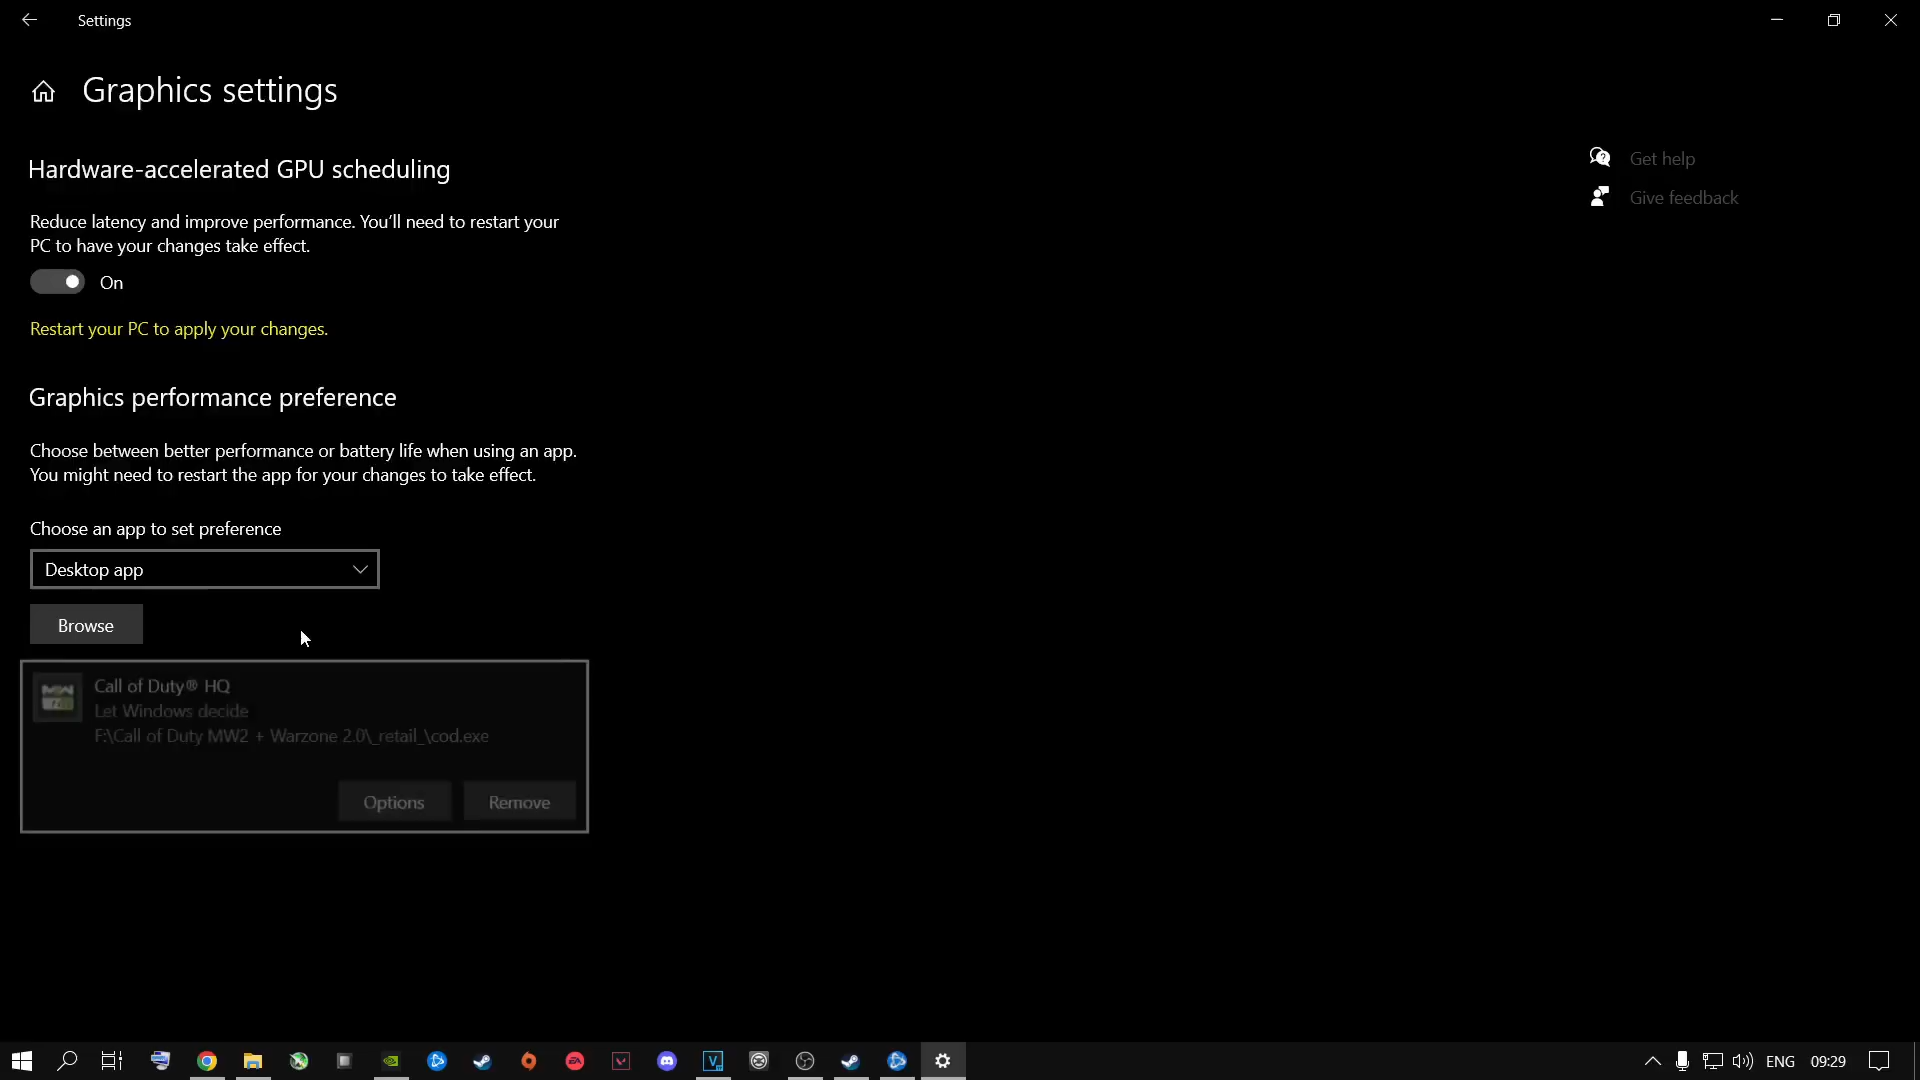 Settings
Graphics settings
Hardware-accelerated GPU scheduling
Get help
Give feedback
Reduce latency and improve performance. You'll need to restart your
PC to have your changes take effect.
On
Restart your PC to apply your changes.
Graphics performance preference
Choose between better performance or battery life when using an app.
You might need to restart the app for your changes to take effect.
Choose an app to set preference
Desktop app
Browse
Call of Duty® HQ
Let Windows decide
F:\Call of Duty MW2 + Warzone 2.0\_retail_\cod.exe
Options
Remove
ENG
09:29